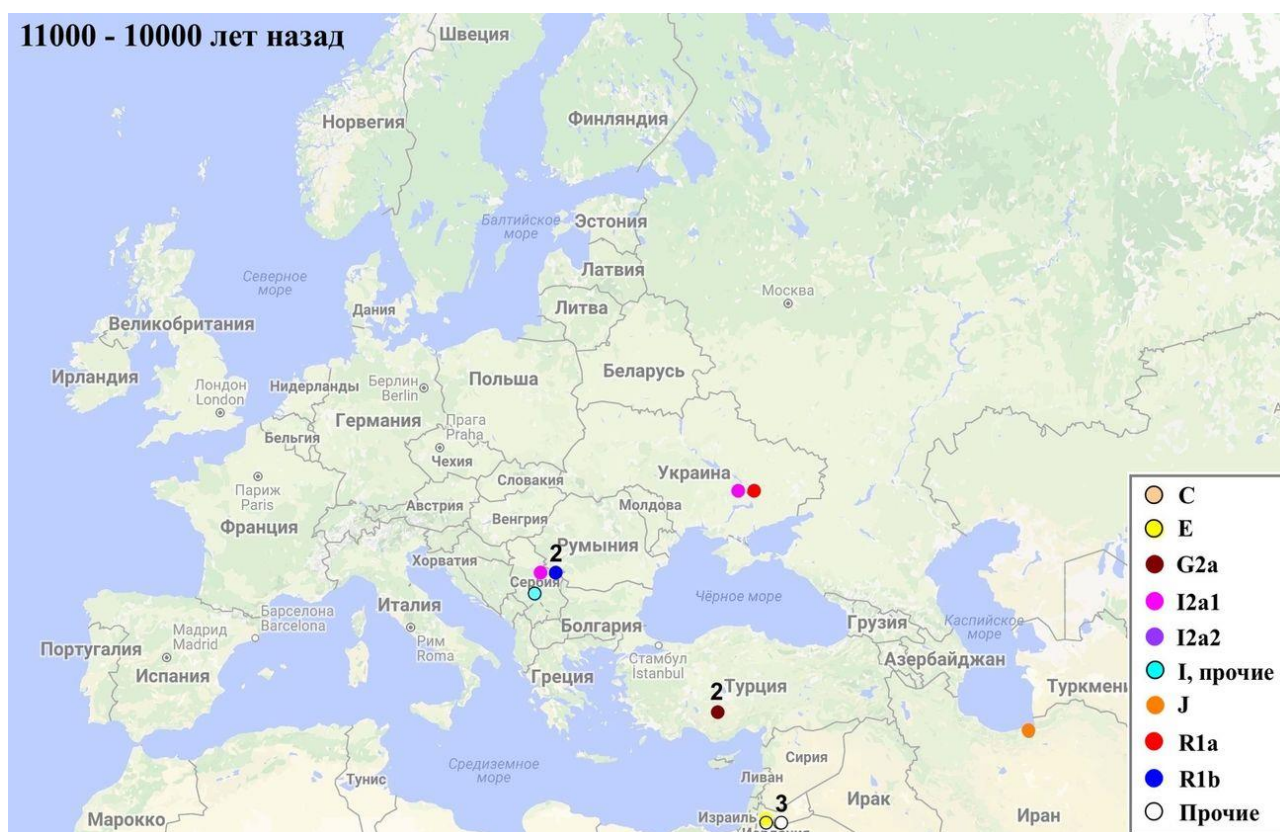 11000 - 10000 лет назад
Швеция
Норвегия
Финляндия
Балтийское
море
Эстония
Северное
море
Латвия
Москва
Дания
Литва
Великобритания
Ирландия
Лондон
London
Нидерланды
Берлин
Berlin
Польша
Беларусь
Германия
Бельгия
Прага
Praha
Чехия
Украина
Париж
Paris
Словакия
Австрия
Молдова
Франция
Венгрия
Хорватия
2
Румыния
Сербия
Италия
Барселона
Barcelona
Мадрид
Madrid
Рим
Roma
Болгария
Чёрное море
Грузия
Каспийское
море
Португалия
Испания
Стамбул
İstanbul
Греция
Азербайджан
2
Турция
Туркмени
Сирия
Средиземное
море
Тунис
Ливан
3
Ирак
Иран
Марокко
Израиль
C
E
G2a
I2a1
I2a2
I, прочие
J
R1a
R1b
Прочие